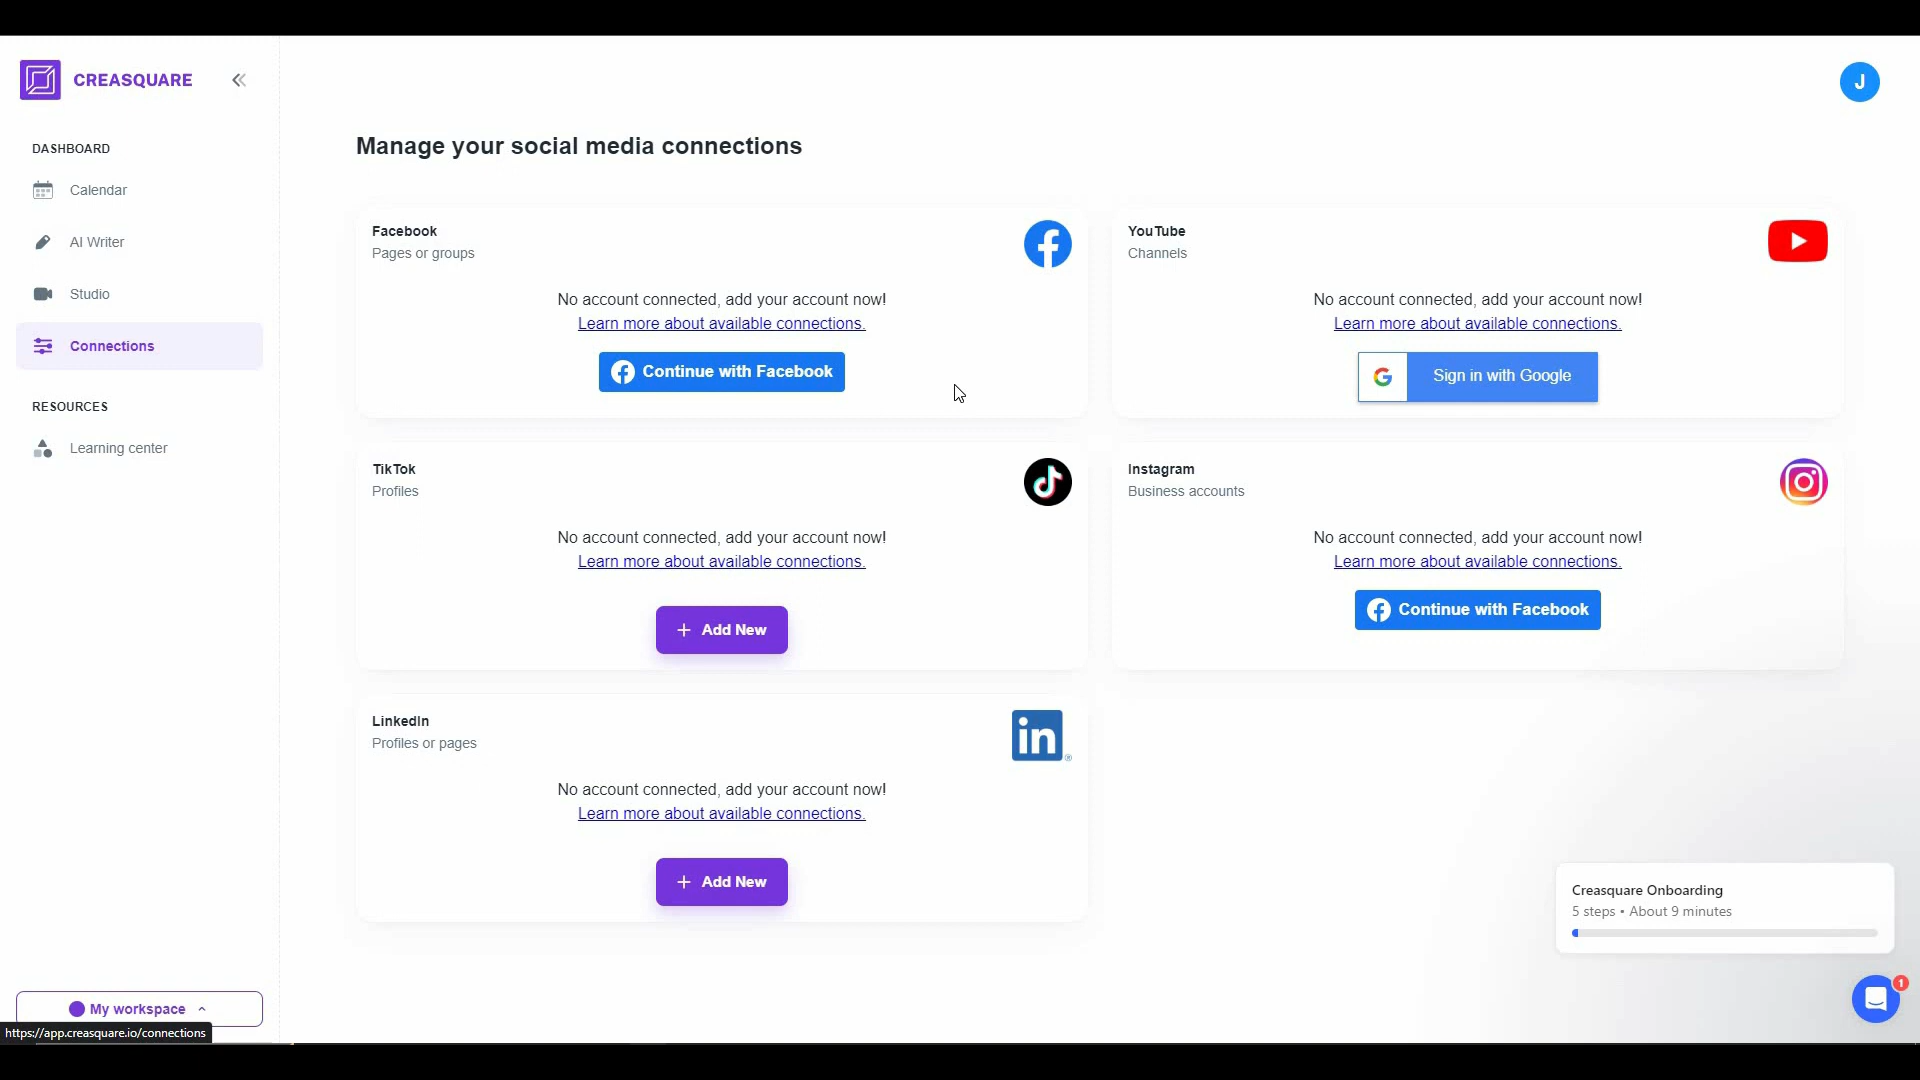 CREASQUARE
J
DASHBOARD
Calendar
AI Writer
Studio
Connections
RESOURCES
Learning center
My workspace
https://app.creasquare.io/connections
Manage your social media connections
Facebook
Pages or groups
No account connected, add your account now!
Learn more about available connections.
Continue with Facebook
YouTube
Channels
No account connected, add your account now!
Learn more about available connections.
Sign in with Google
TikTok
Profiles
No account connected, add your account now!
Learn more about available connections.
+ Add New
Instagram
Business accounts
No account connected, add your account now!
Learn more about available connections.
Continue with Facebook
LinkedIn
Profiles or pages
in
No account connected, add your account now!
Learn more about available connections.
+ Add New
Creasquare Onboarding
5 steps • About 9 minutes
1